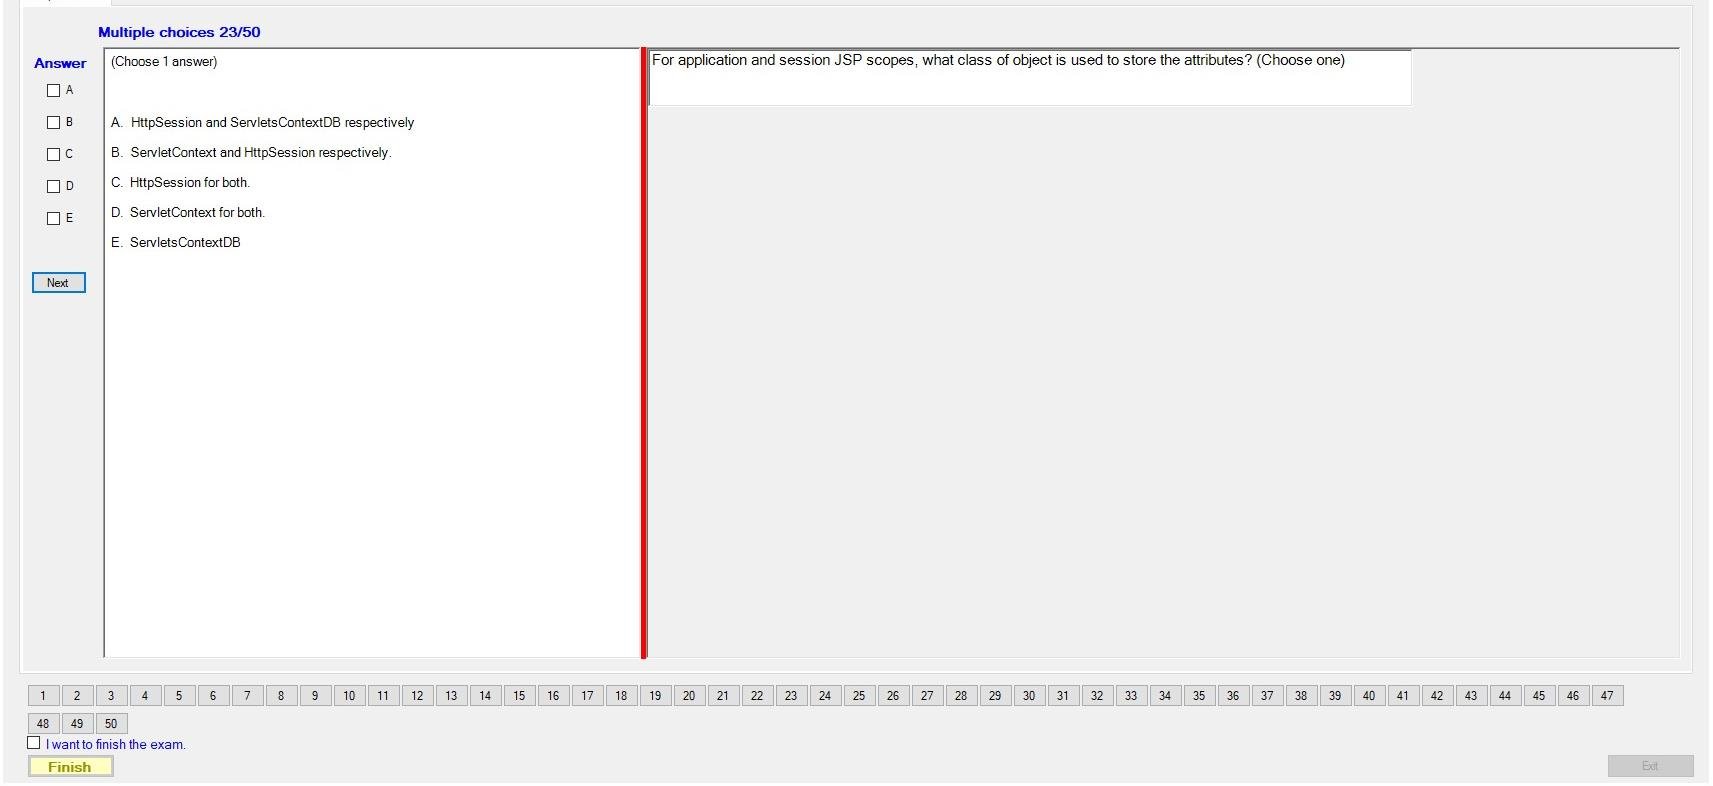 Multiple choices 23/50
Answer
(Choose 1 answer)
For application and session JSP scopes, what class of object is used to store the attributes? (Choose one)
A
B
C
D
E
A. HttpSession and ServletsContextDB respectively
B. ServletContext and HttpSession respectively.
C. HttpSession for both.
D. ServletContext for both.
E. ServletsContextDB
Next
1 2 3 4 5 6 7 8 9 10 11 12 13 14 15 16 17 18 19 20 21 22 23 24 25 26 27 28 29 30 31 32 33 34 35 36 37 38 39 40 41 42 43 44 45 46 47
48 49 50
I want to finish the exam.
Finish
Exit